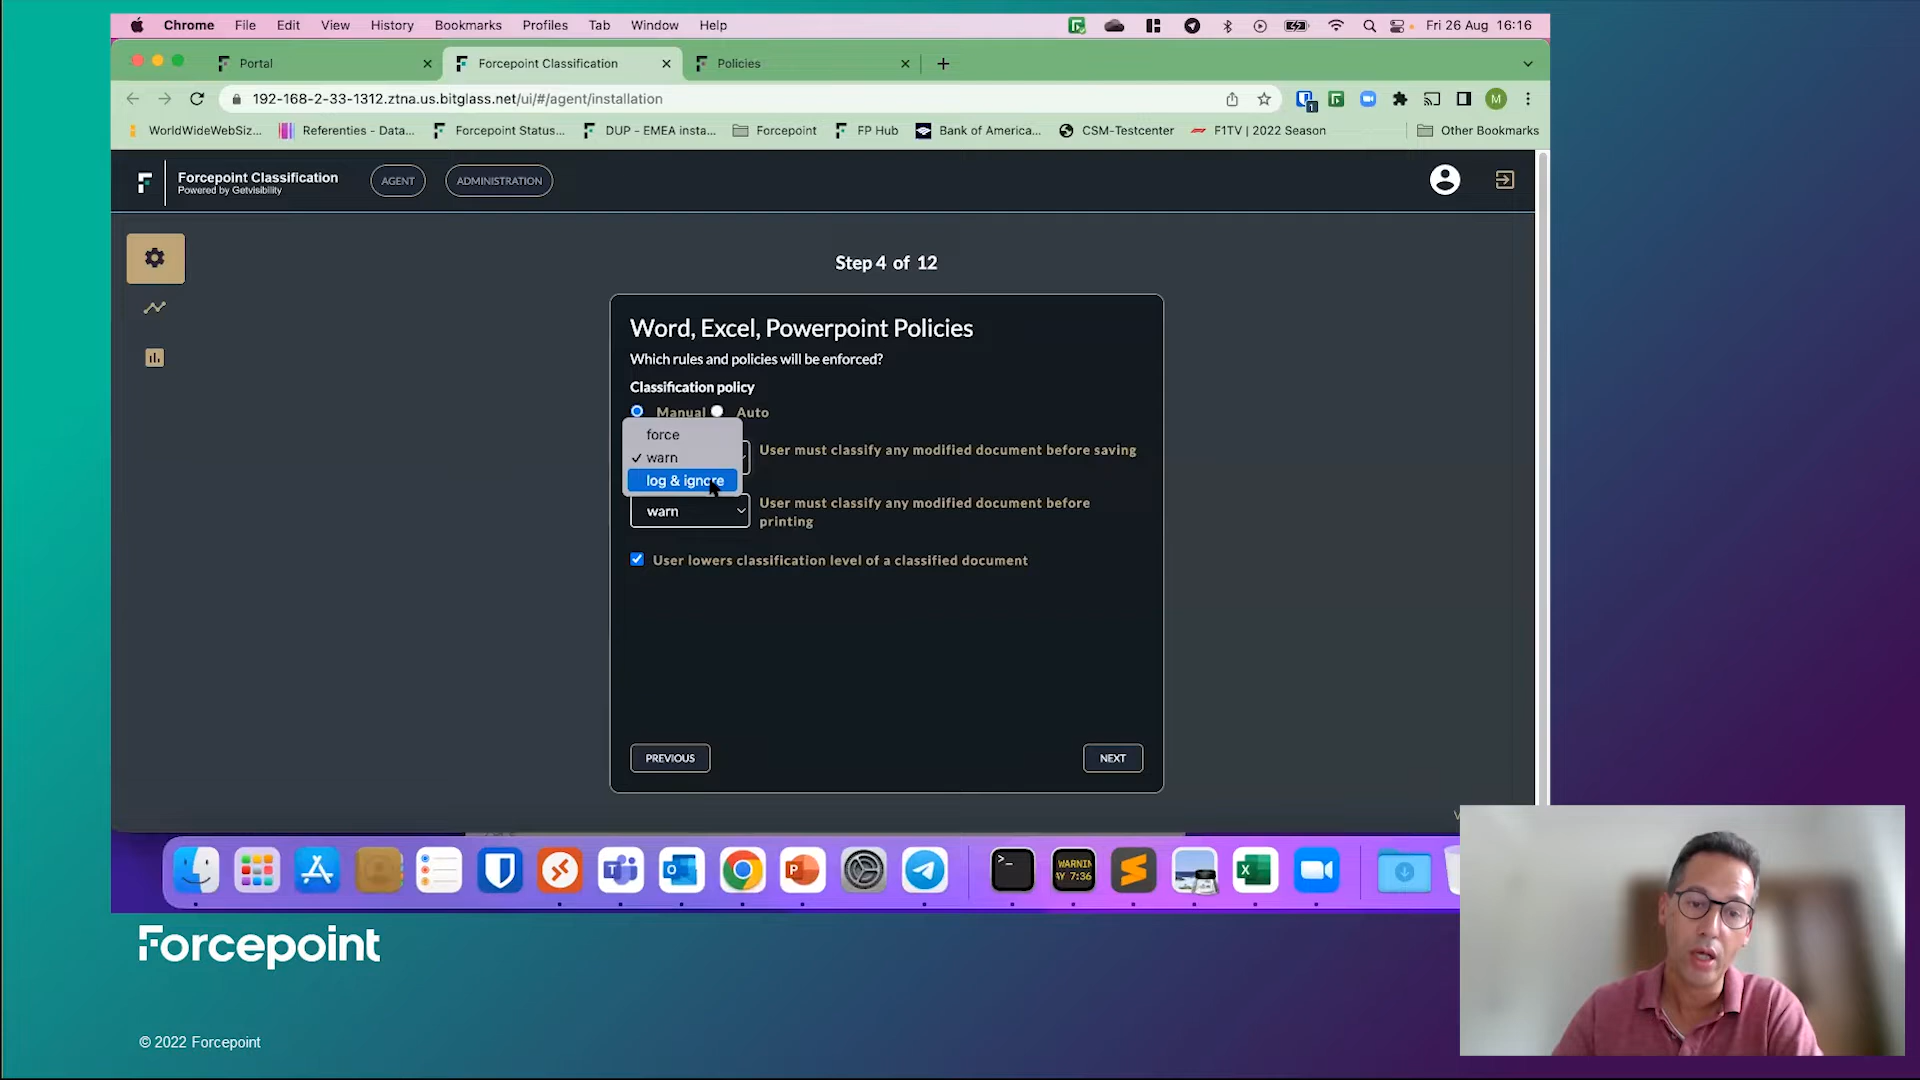 Chrome File Edit View History Bookmarks Profiles Tab Window Help Fri 26 Aug 16:16
Portal Forcepoint Classification Policies
192-168-2-33-1312.ztna.us.bitglass.net/ui/#/agent/installation M
WorldWideWebSiz... Referenties - Data... Forcepoint Status... DUP - EMEA insta... Forcepoint FP Hub Bank of America... CSM-Testcenter F1TV | 2022 Season Other Bookmarks
Forcepoint Classification
Powered by Getvisibility
AGENT ADMINISTRATION
Step 4 of 12
Word, Excel, Powerpoint Policies
Which rules and policies will be enforced?
Classification policy
Manual Auto
force
warn
log & ignore
User must classify any modified document before saving
warn
User must classify any modified document before
printing
User lowers classification level of a classified document
PREVIOUS NEXT
WARNIN
AY 7:36
Forcepoint
© 2022 Forcepoint